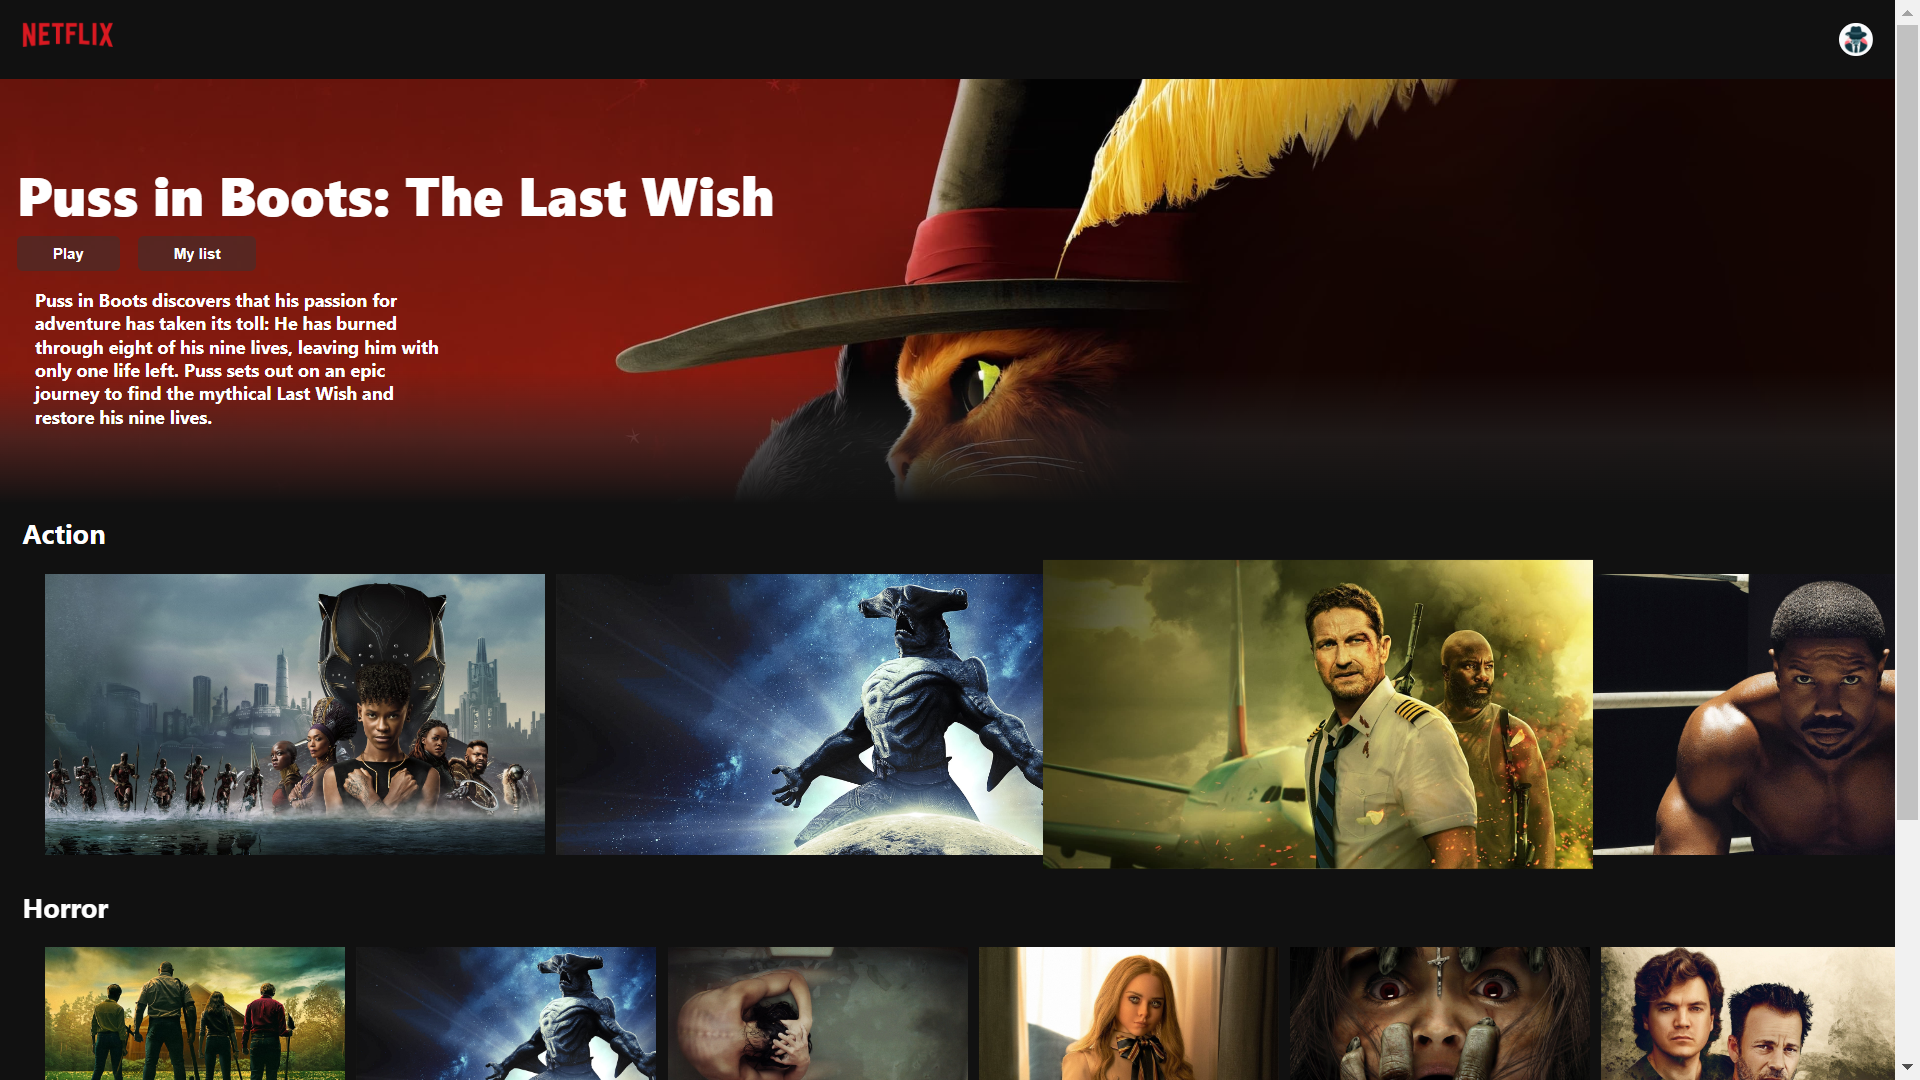 NETFLIX
Puss in Boots: The Last Wish
Play
My list
Puss in Boots discovers that his passion for
adventure has taken its toll: He has burned
through eight of his nine lives, leaving him with
only one life left. Puss sets out on an epic
journey to find the mythical Last Wish and
restore his nine lives.
Action
Horror